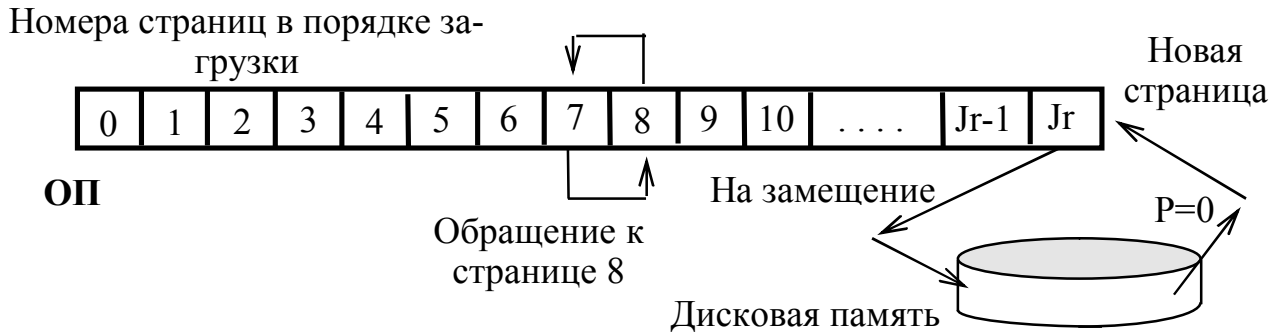 Номера страниц в порядке за-
грузки
Новая
страница
0 1 2 3 4 5 6 7 8 9 10 . . . . Jr-1 Jr
ОП
На замещение
P=0
Обращение к
странице 8
Дисковая память